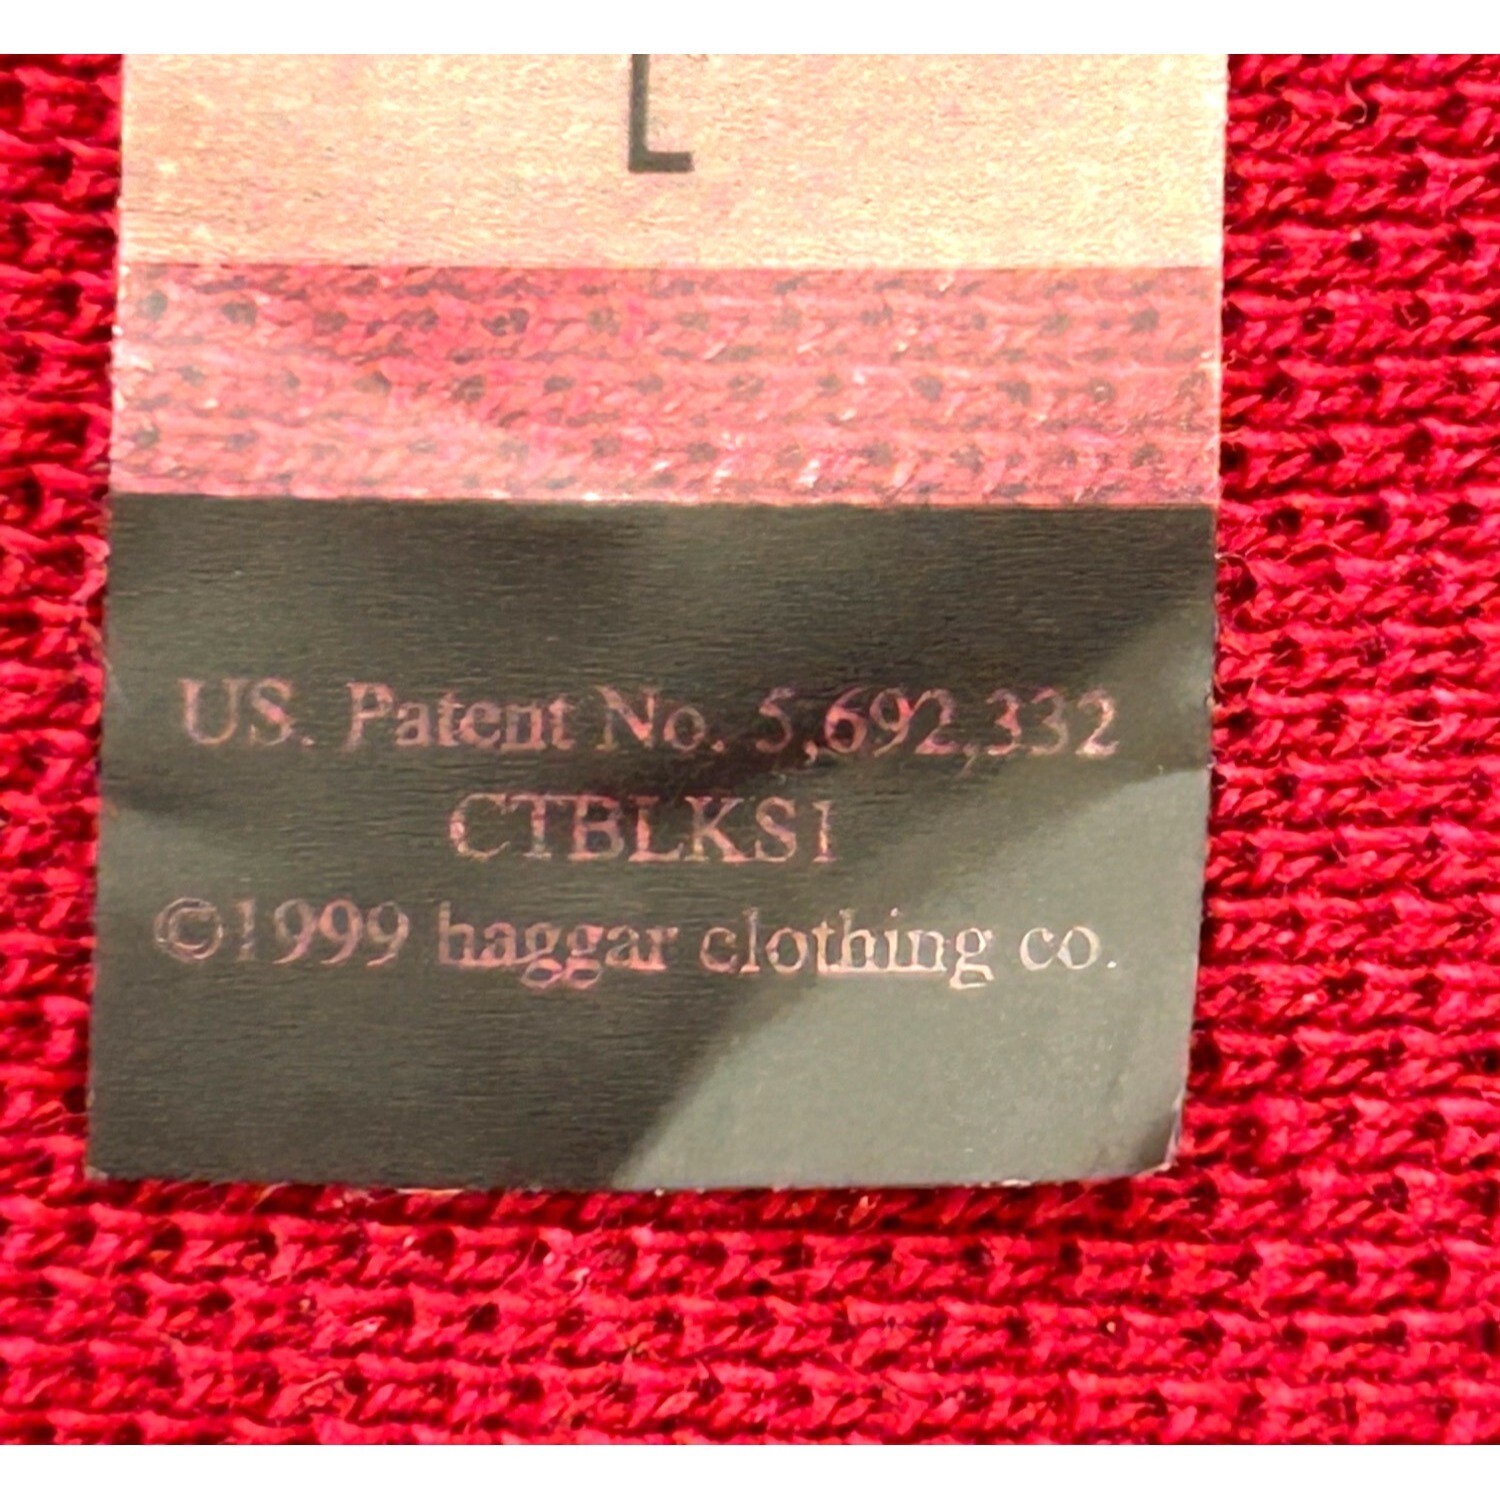 L
US. Patent No. 5,692,332
CTBLKS1
©1999 haggar clothing co.